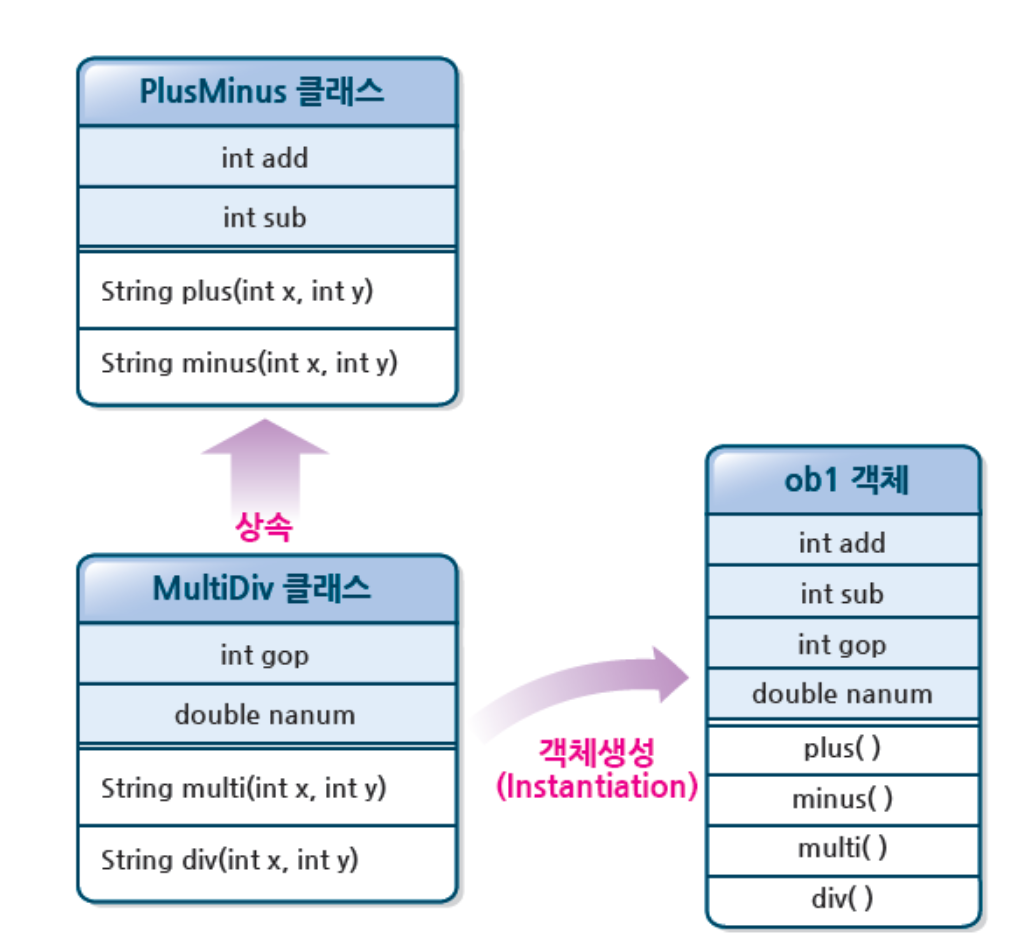 PlusMinus 클래스
int add
int sub
String plus(int x, int y)
String minus(int x, int y)
상속
MultiDiv 클래스
int gop
double nanum
String multi(int x, int y)
String div(int x, int y)
객체생성
(Instantiation)
ob1 객체
int add
int sub
int gop
double nanum
plus( )
minus( )
multi( )
div( )